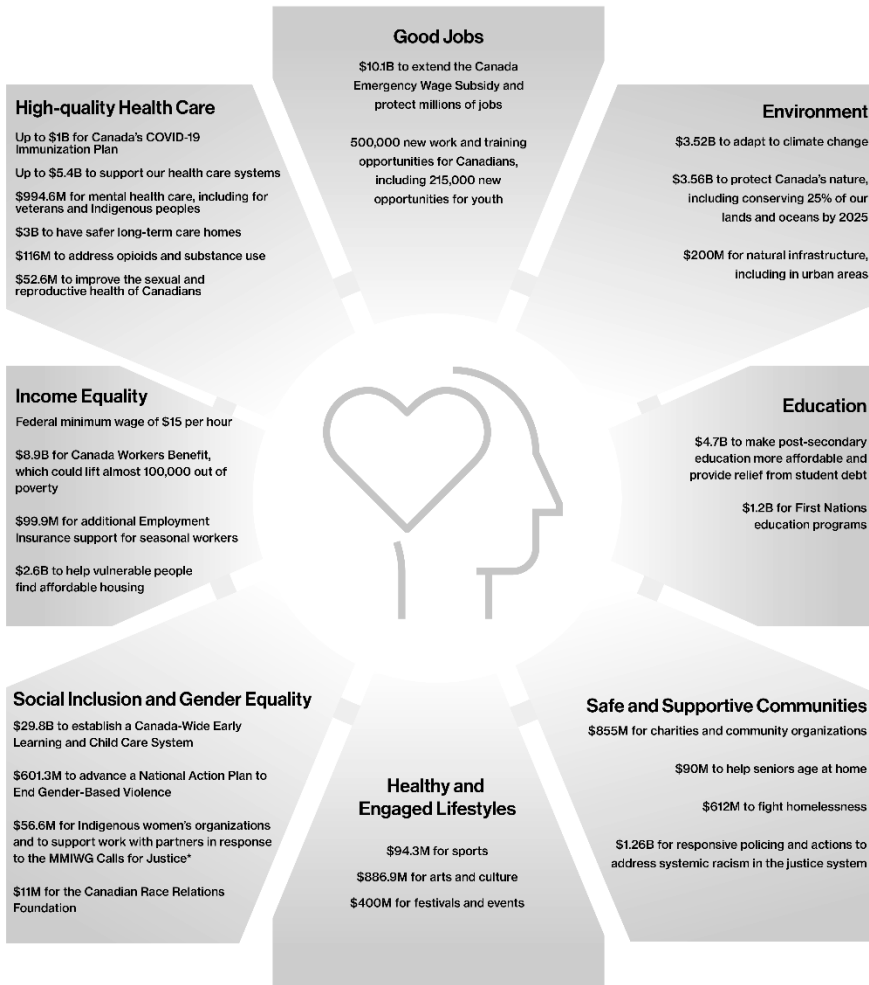 Good Jobs
$10.1B to extend the Canada
Emergency Wage Subsidy and
protect millions of jobs
500,000 new work and training
opportunities for Canadians,
including 215,000 new
opportunities for youth
High-quality Health Care
Up to $1B for Canada's COVID-19
Immunization Plan
Up to $5.4B to support our health care systems
$994.6M for mental health care, including for
veterans and Indigenous peoples
$3B to have safer long-term care homes
$116M to address opioids and substance use
$52.6M to improve the sexual and
reproductive health of Canadians
Environment
$3.52B to adapt to climate change
$3.56B to protect Canada's nature,
including conserving 25% of our
lands and oceans by 2025
$200M for natural infrastructure,
including in urban areas
Income Equality
Federal minimum wage of $15 per hour
$8.9B for Canada Workers Benefit,
which could lift almost 100,000 out of
poverty
$99.9M for additional Employment
Insurance support for seasonal workers
$2.6B to help vulnerable people
find affordable housing
Education
$4.7B to make post-secondary
education more affordable and
provide relief from student debt
$1.2B for First Nations
education programs
Social Inclusion and Gender Equality
$29.8B to establish a Canada-Wide Early
Learning and Child Care System
$601.3M to advance a National Action Plan to
End Gender-Based Violence
$56.6M for Indigenous women's organizations
and to support work with partners in response
to the MMIWG Calls for Justice*
$11M for the Canadian Race Relations
Foundation
Healthy and
Engaged Lifestyles
$94.3M for sports
$886.9M for arts and culture
$400M for festivals and events
Safe and Supportive Communities
$855M for charities and community organizations
$90M to help seniors age at home
$612M to fight homelessness
$1.26B for responsive policing and actions to
address systemic racism in the justice system